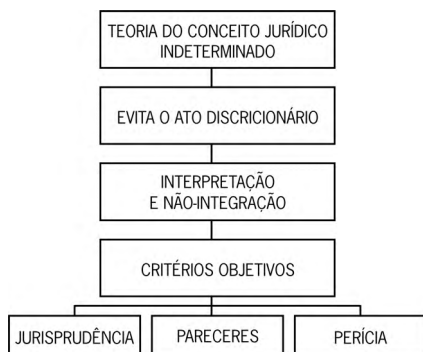 TEORIA DO CONCEITO JURÍDICO
INDETERMINADO
EVITA O ATO DISCRICIONÁRIO
INTERPRETAÇÃO
E NÃO-INTEGRAÇÃO
CRITÉRIOS OBJETIVOS
JURISPRUDÊNCIA
PARECERES
PERÍCIA